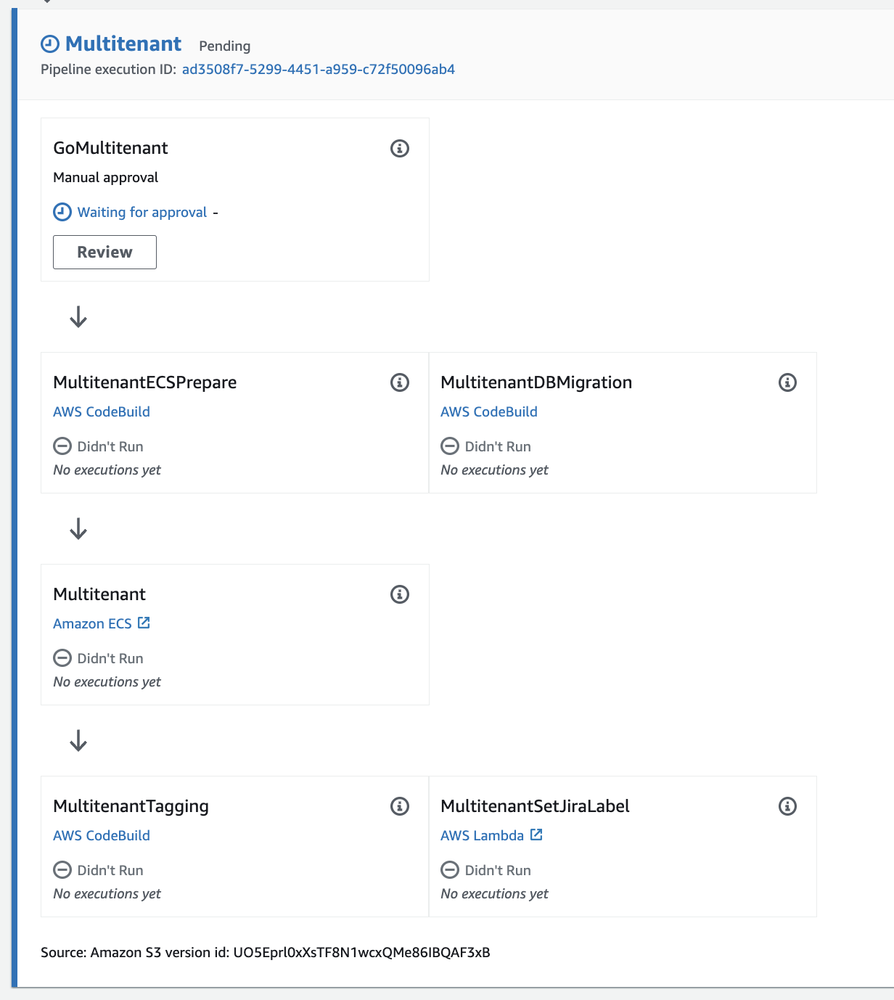 Multitenant Pending
Pipeline execution ID: ad3508f7-5299-4451-a959-c72f50096ab4
GoMultitenant
Manual approval
Waiting for approval -
Review
MultitenantECSPrepare
AWS CodeBuild
Didn't Run
No executions yet
MultitenantDBMigration
AWS CodeBuild
Didn't Run
No executions yet
Multitenant
Amazon ECS
Didn't Run
No executions yet
MultitenantTagging
AWS CodeBuild
Didn't Run
No executions yet
MultitenantSetJiraLabel
AWS Lambda
Didn't Run
No executions yet
Source: Amazon S3 version id: UO5Eprl0xXsTF8N1wcxQMe86IBQAF3xB